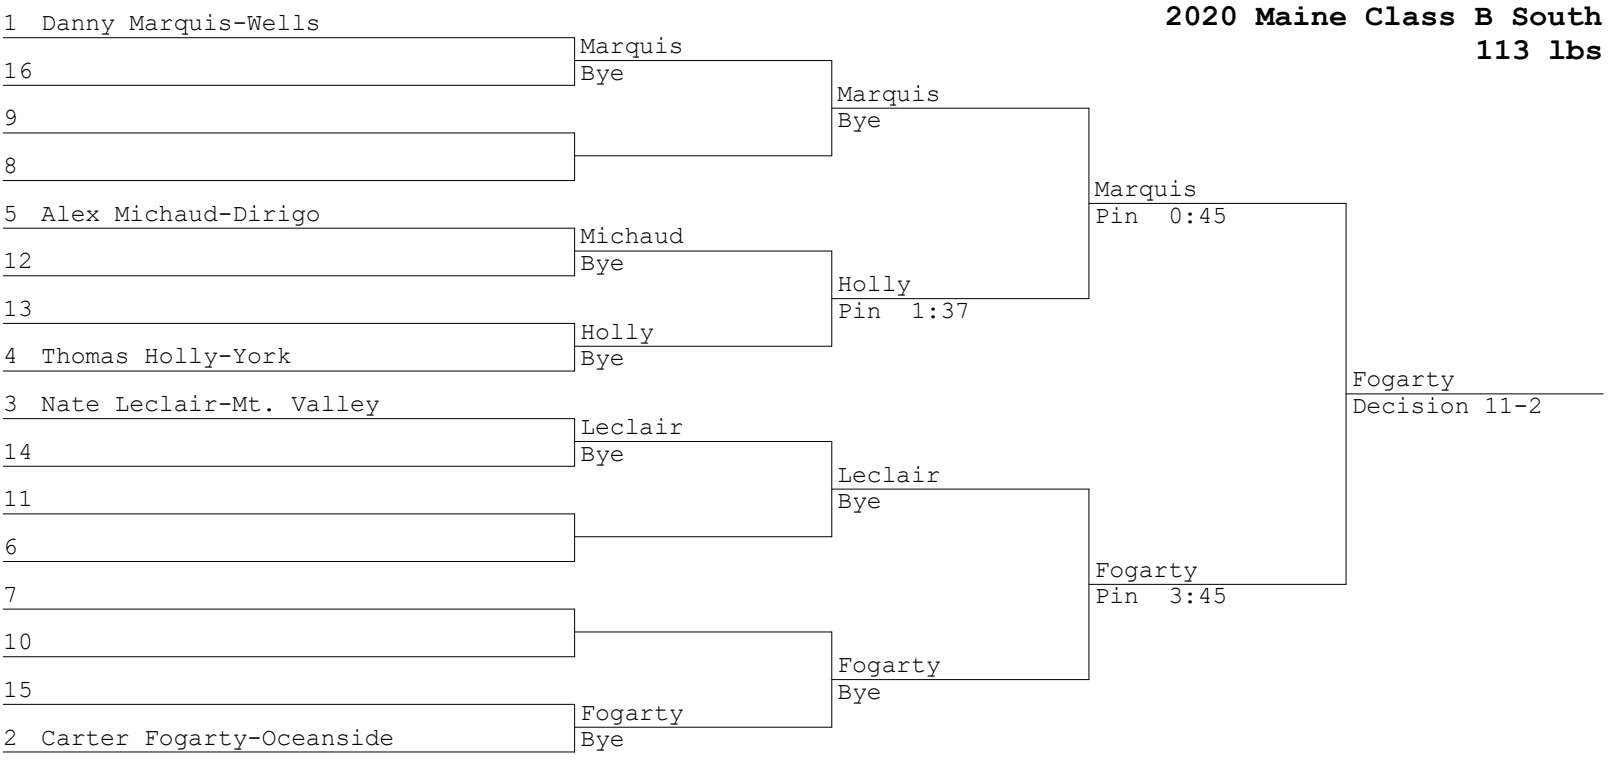 2020 Maine Class B South
113 lbs
1 Danny Marquis-Wells
16
9
8
5 Alex Michaud-Dirigo
12
13
4 Thomas Holly-York
3 Nate Leclair-Mt. Valley
14
11
6
7
10
15
2 Carter Fogarty-Oceanside
Marquis
Bye
Michaud
Bye
Holly
Bye
Leclair
Bye
Fogarty
Bye
Marquis
Bye
Holly
Pin 1:37
Leclair
Bye
Fogarty
Bye
Marquis
Pin 0:45
Fogarty
Pin 3:45
Fogarty
Decision 11-2